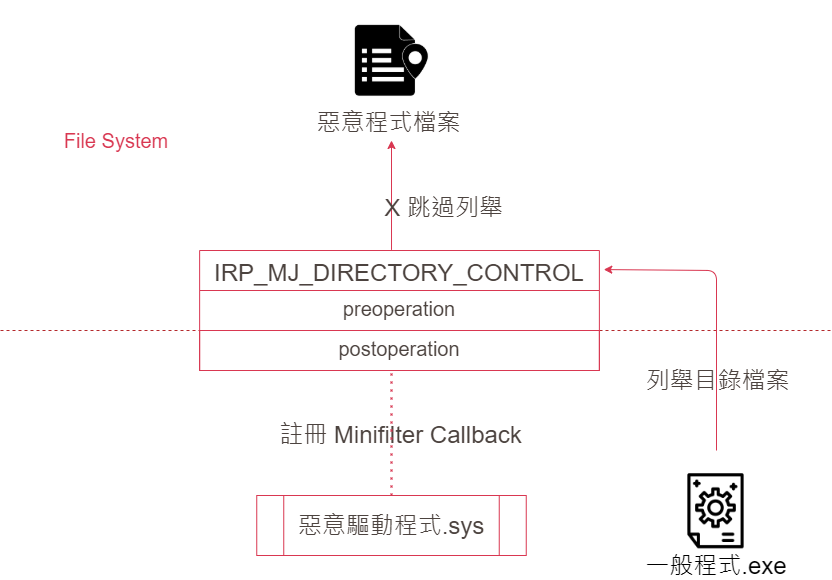 惡意程式檔案
File System
X 跳過列舉
IRP_MJ_DIRECTORY_CONTROL
preoperation
postoperation
列舉目錄檔案
註冊 Minifilter Callback
惡意驅動程式.sys
一般程式.exe